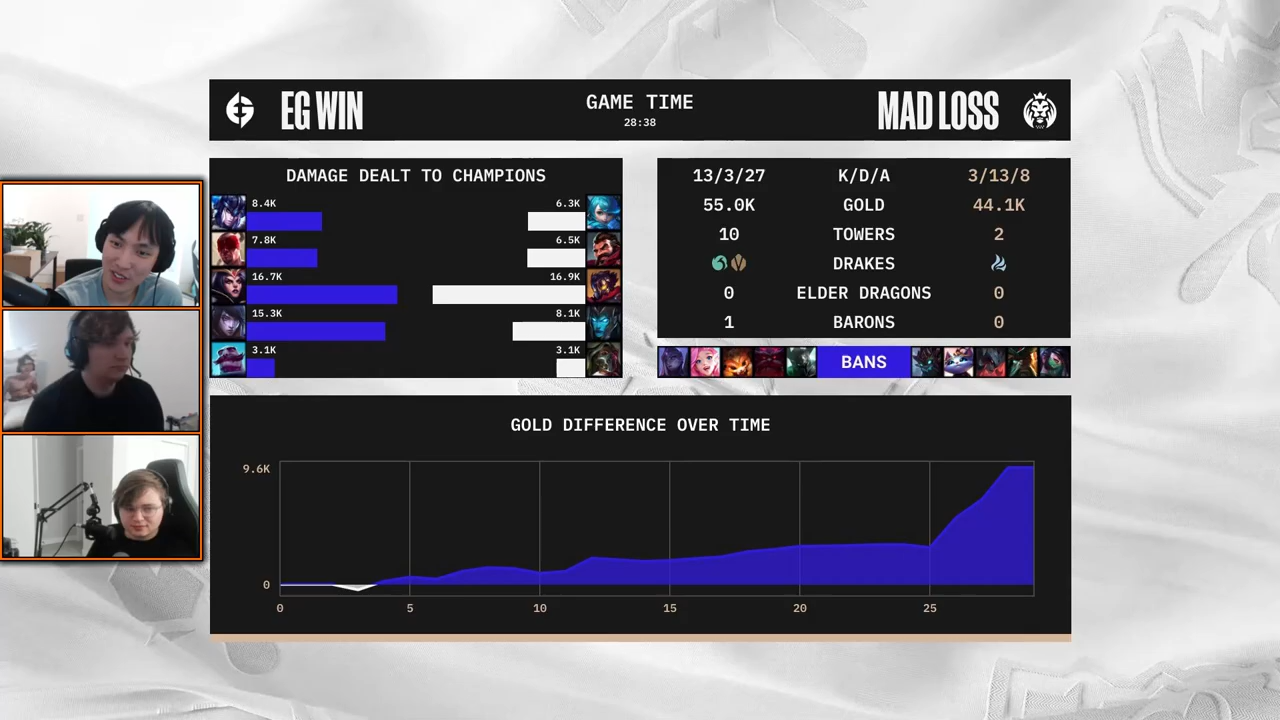 EG WIN
GAME TIME
28:38
MAD LOSS
DAMAGE DEALT TO CHAMPIONS
8.4K 6.3K
7.8K 6.5K
16.7K 16.9K
15.3K 8.1K
3.1K 3.1K
13/3/27 K/D/A 3/13/8
55.0K GOLD 44.1K
10 TOWERS 2
DRAKES
0 ELDER DRAGONS 0
1 BARONS 0
BANS
GOLD DIFFERENCE OVER TIME
9.6K
0
0 5 10 15 20 25